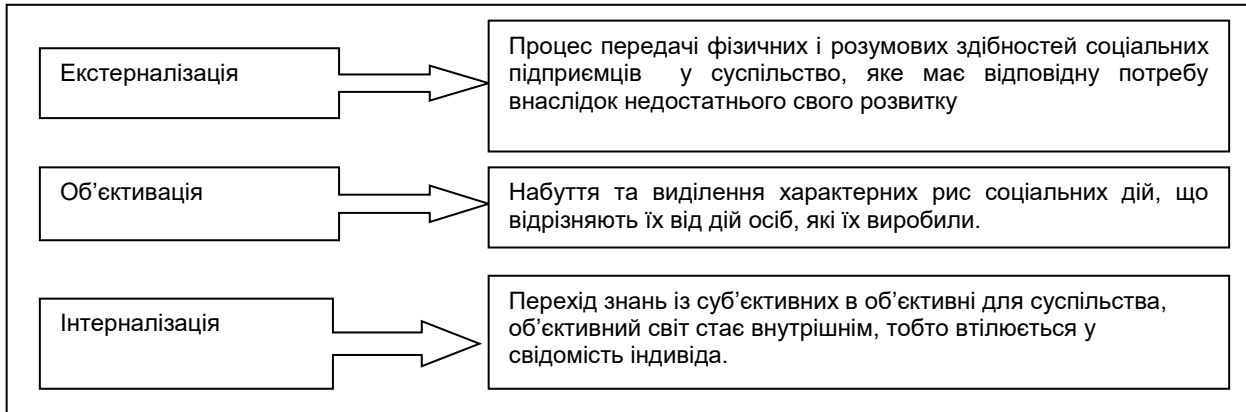 Екстерналізація
Процес передачі фізичних і розумових здібностей соціальних
підприємців у суспільство, яке має відповідну потребу
внаслідок недостатнього свого розвитку
Об’єктивація
Набуття та виділення характерних рис соціальних дій, що
відрізняють їх від дій осіб, які їх виробили.
Інтерналізація
Перехід знань із суб’єктивних в об’єктивні для суспільства,
об’єктивний світ стає внутрішнім, тобто втілюється у
свідомість індивіда.